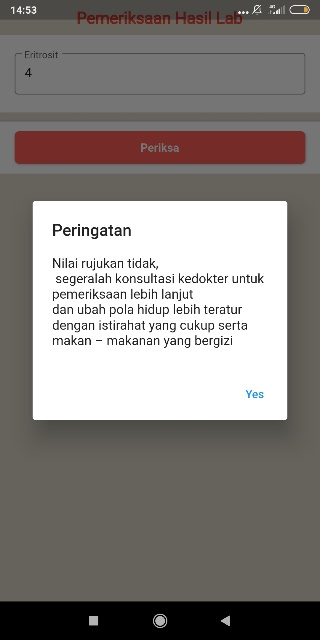 14:53
Pemeriksaan Hasil Lab
Eritrosit
4
Periksa
Peringatan
Nilai rujukan tidak,
segeralah konsultasi kedokter untuk
pemeriksaan lebih lanjut
dan ubah pola hidup lebih teratur
dengan istirahat yang cukup serta
makan – makanan yang bergizi
Yes